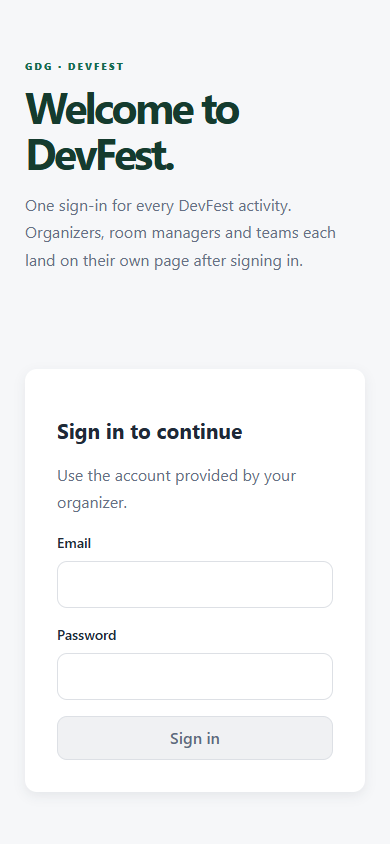 GDG · DEVFEST
Welcome to
DevFest.
One sign-in for every DevFest activity.
Organizers, room managers and teams each
land on their own page after signing in.
Sign in to continue
Use the account provided by your
organizer.
Email
Password
Sign in